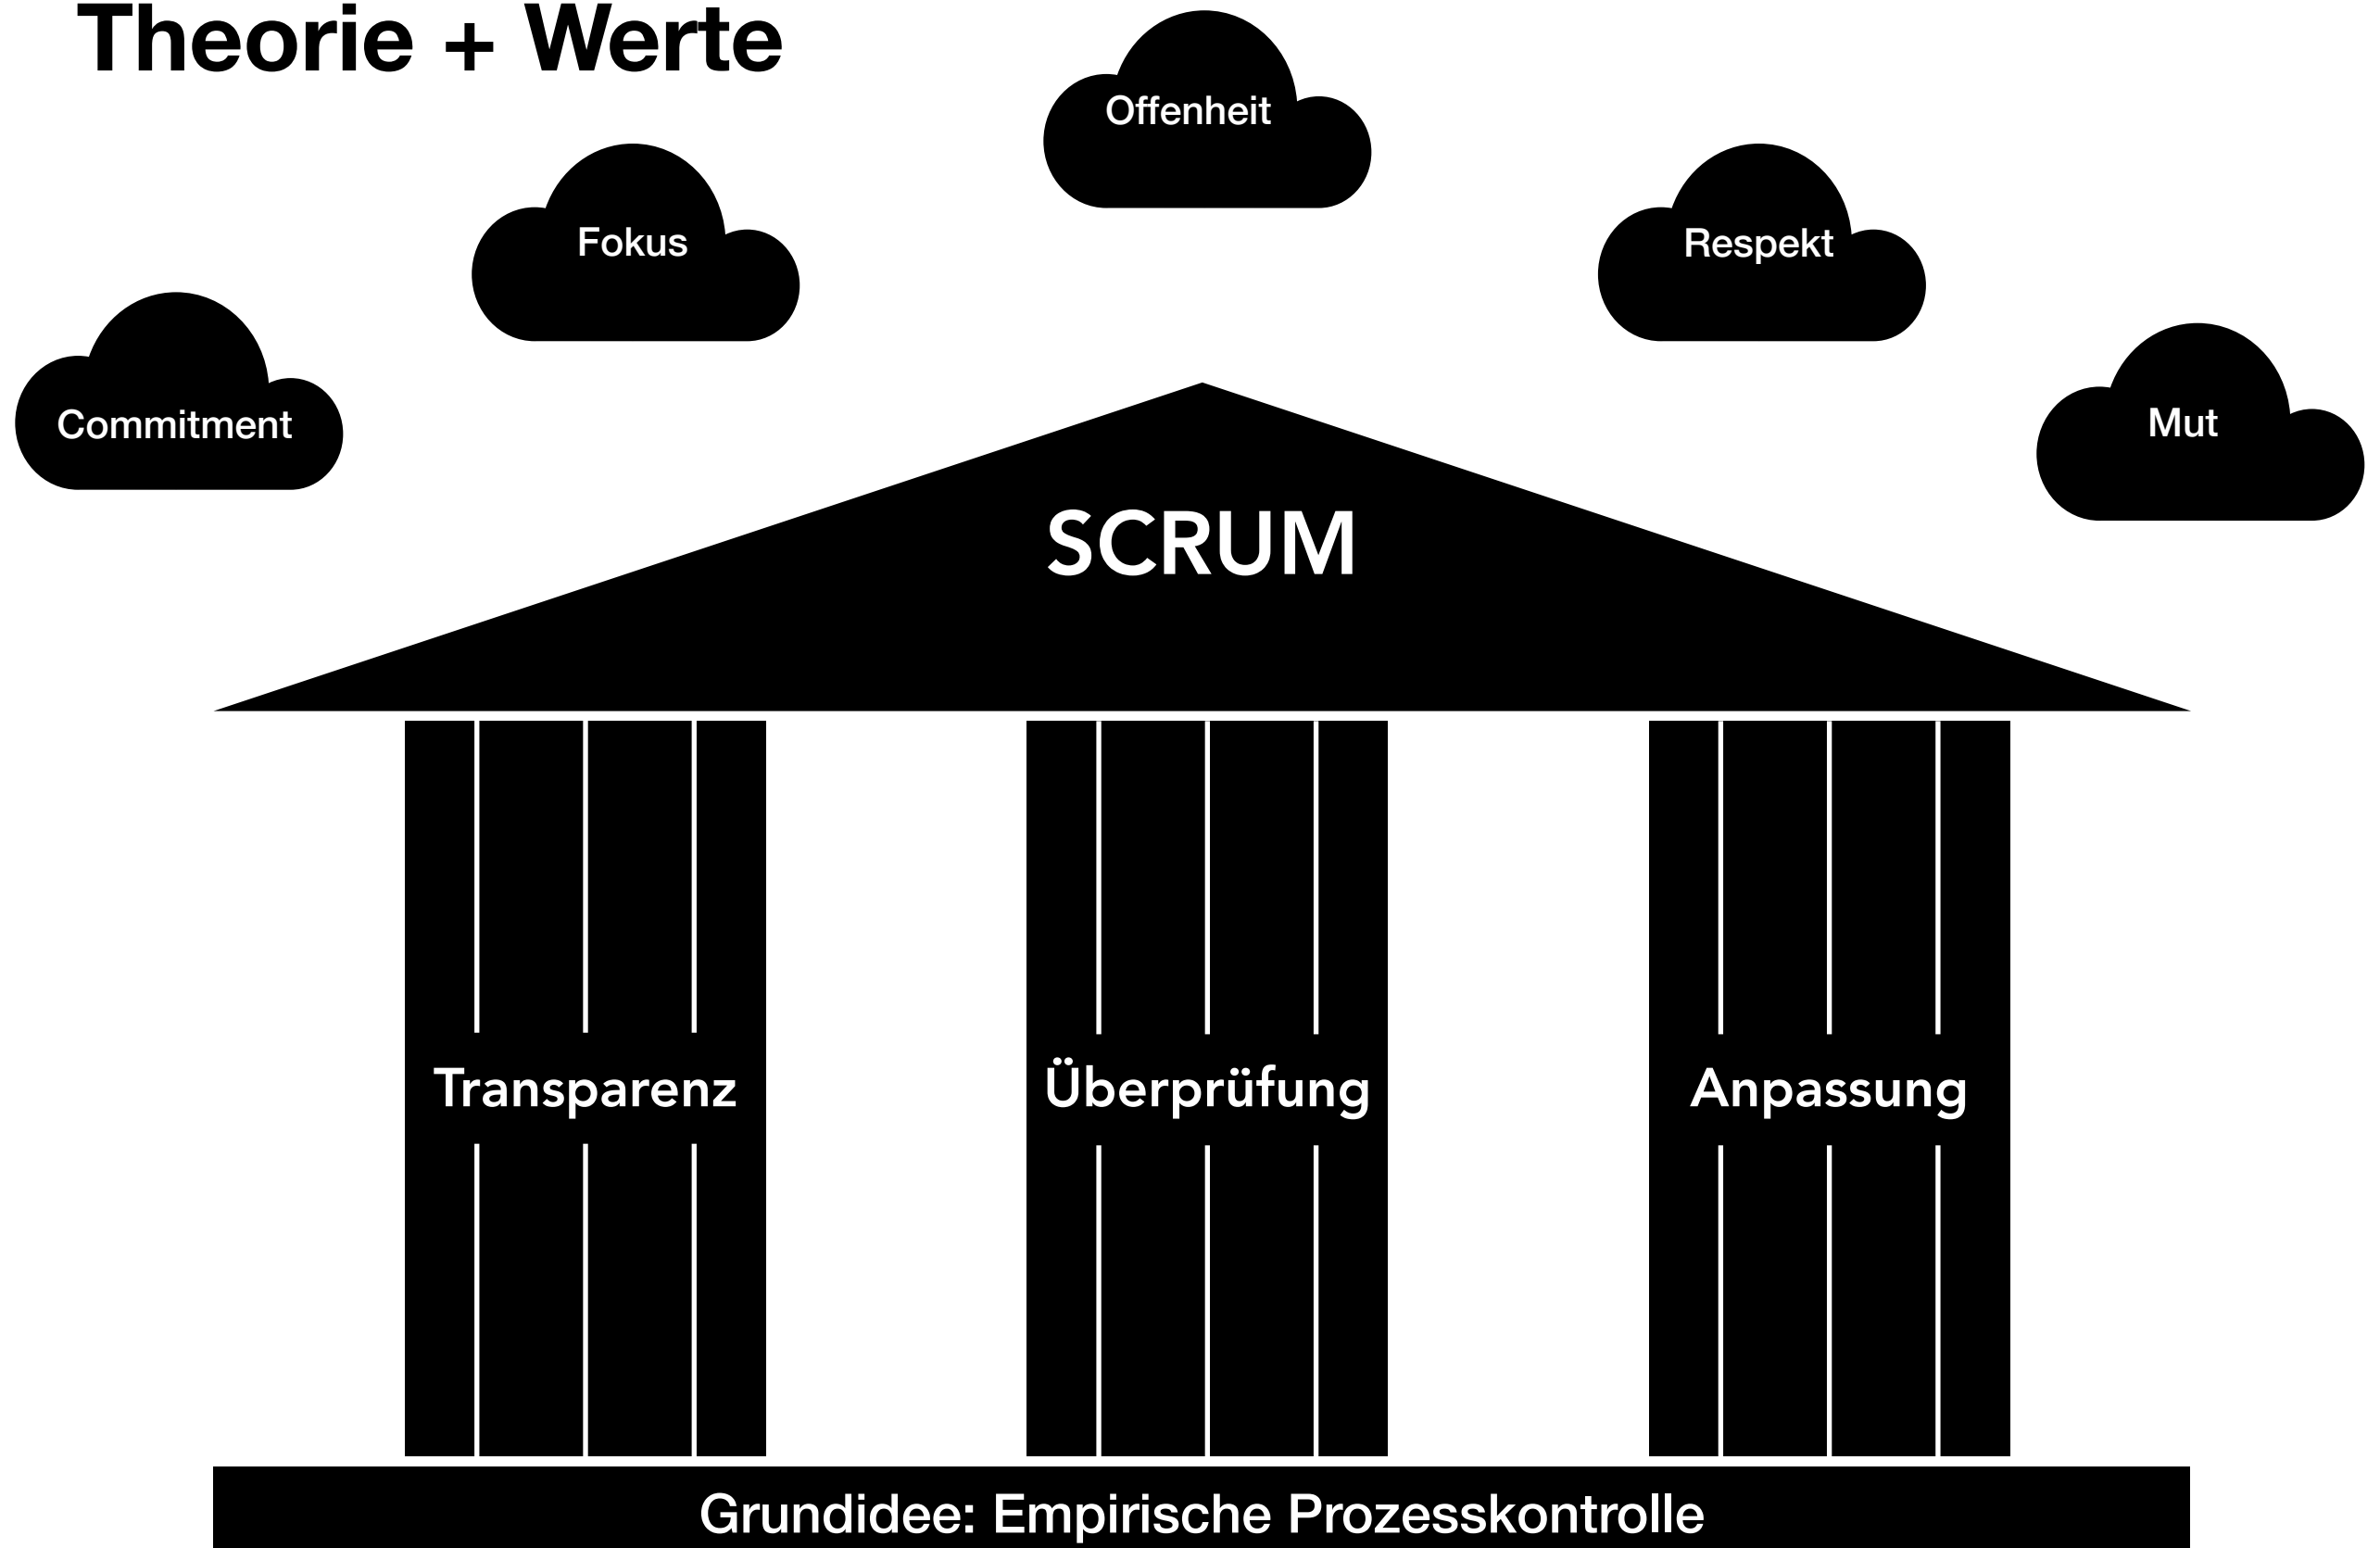 Theorie + Werte
Offenheit
Fokus
Respekt
Commitment
Mut
SCRUM
Transparenz
Überprüfung
Anpassung
Grundidee: Empirische Prozesskontrolle